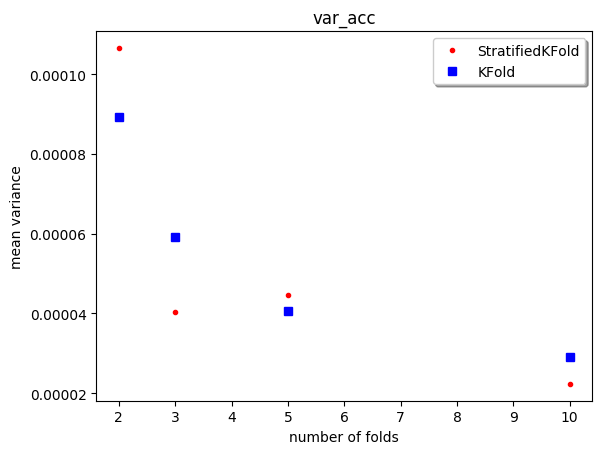 var_acc
StratifiedKFold
KFold
0.00010
0.00008
0.00006
0.00004
0.00002
mean variance
2 3 4 5 6 7 8 9 10
number of folds